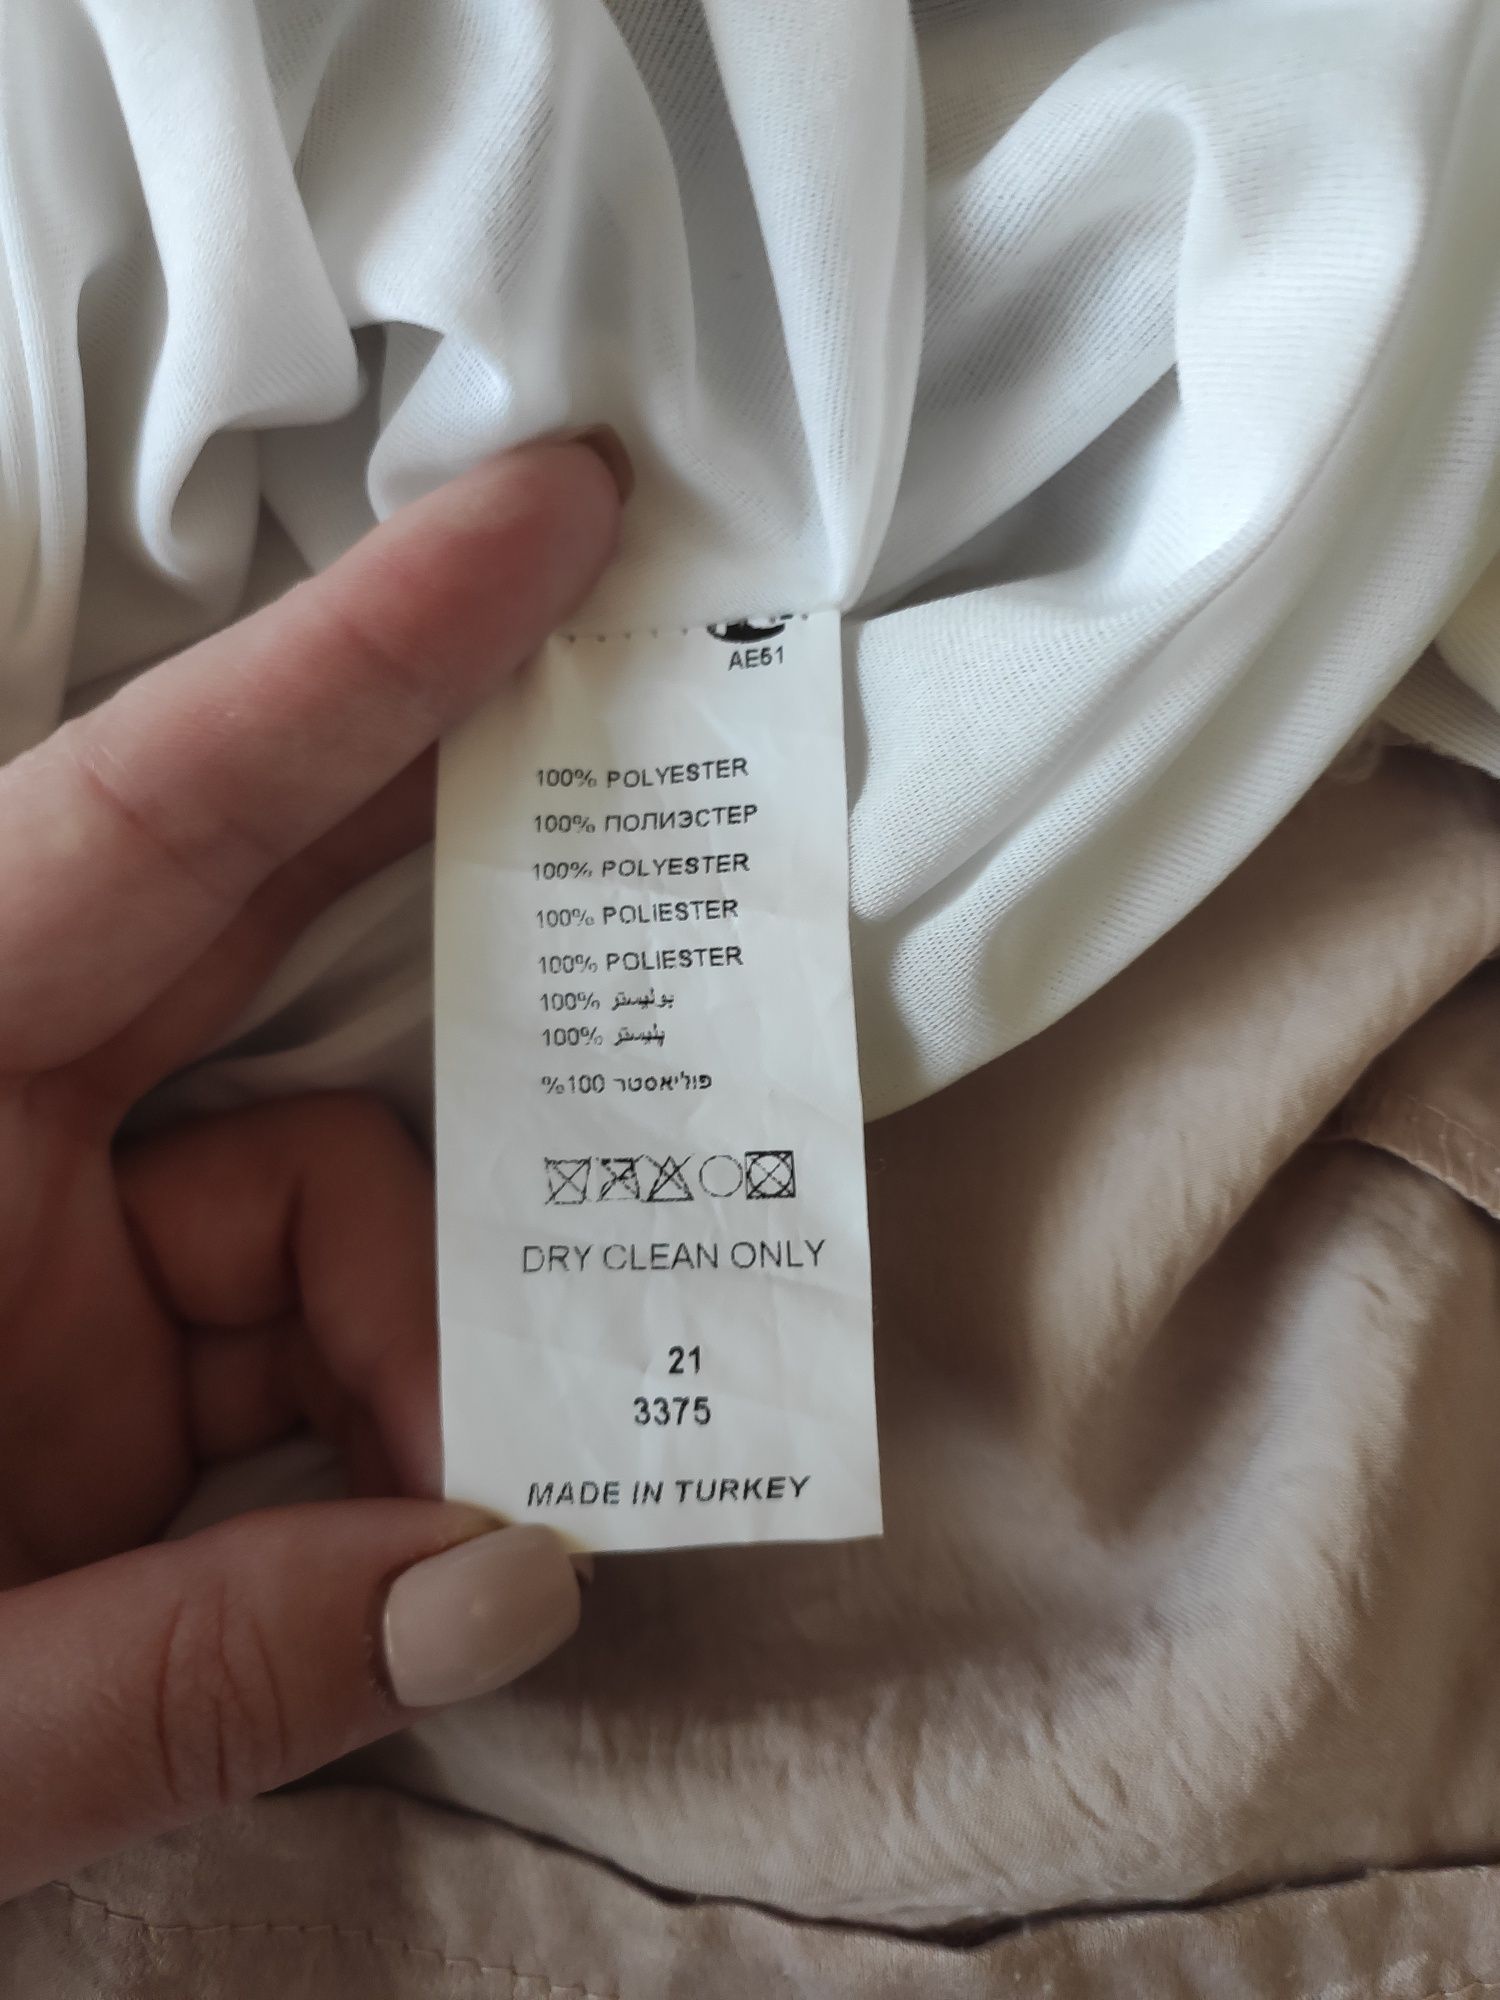 AE51
100% POLYESTER
100% ПОЛИЭСТЕР
100% POLYESTER
100% POLIESTER
100% POLIESTER
100% بوليستر
100% پلیستر
%100 פוליאסטר
DRY CLEAN ONLY
21
3375
MADE IN TURKEY